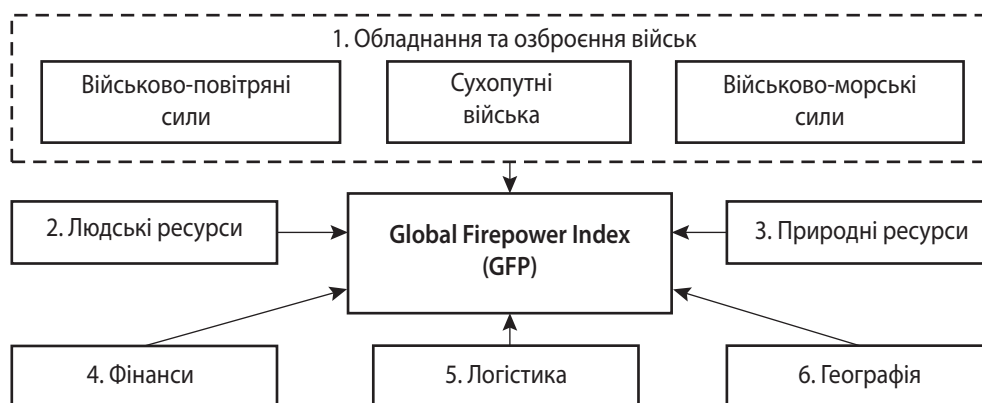 1. Обладнання та озброєння військ
Військово-повітряні
сили
Сухопутні
війська
Військово-морські
сили
2. Людські ресурси
Global Firepower Index
(GFP)
3. Природні ресурси
4. Фінанси
5. Логістика
6. Географія